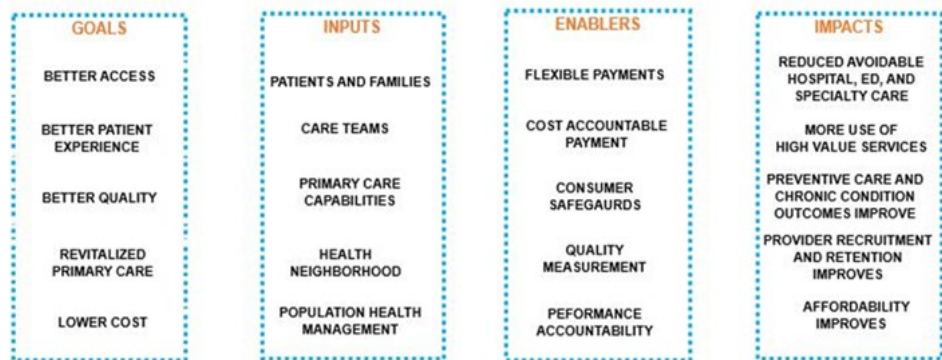 GOALS
BETTER ACCESS
BETTER PATIENT
EXPERIENCE
BETTER QUALITY
REVITALIZED
PRIMARY CARE
LOWER COST
INPUTS
PATIENTS AND FAMILIES
CARE TEAMS
PRIMARY CARE
CAPABILITIES
HEALTH
NEIGHBORHOOD
POPULATION HEALTH
MANAGEMENT
ENABLERS
FLEXIBLE PAYMENTS
COST ACCOUNTABLE
PAYMENT
CONSUMER
SAFEGAURDS
QUALITY
MEASUREMENT
PEFORMANCE
ACCOUNTABILITY
IMPACTS
REDUCED AVOIDABLE
HOSPITAL, ED, AND
SPECIALTY CARE
MORE USE OF
HIGH VALUE SERVICES
PREVENTIVE CARE AND
CHRONIC CONDITION
OUTCOMES IMPROVE
PROVIDER RECRUITMENT
AND RETENTION
IMPROVES
AFFORDABILITY
IMPROVES